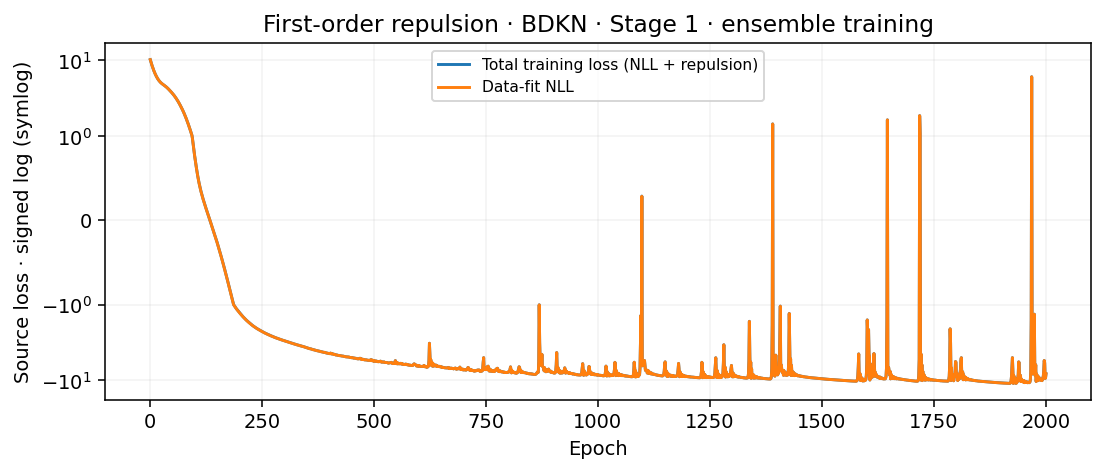 First-order repulsion · BDKN · Stage 1 · ensemble training
Source loss · signed log (symlog)
10¹
10⁰
0
−10⁰
−10¹
Total training loss (NLL + repulsion)
Data-fit NLL
0 250 500 750 1000 1250 1500 1750 2000
Epoch